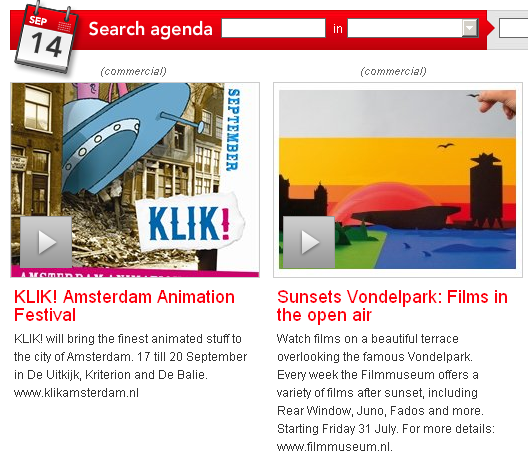 SEP
14
Search agenda
in
(commercial)
(commercial)
SEPTEMBER
KLIK!
KLIK! Amsterdam Animation
Festival
KLIK! will bring the finest animated stuff to
the city of Amsterdam. 17 till 20 September
in De Uitkijk, Kriterion and De Balie.
www.klikamsterdam.nl
Sunsets Vondelpark: Films in
the open air
Watch films on a beautiful terrace
overlooking the famous Vondelpark.
Every week the Filmmuseum offers a
variety of films after sunset, including
Rear Window, Juno, Fados and more.
Starting Friday 31 July. For more details:
www.filmmuseum.nl.